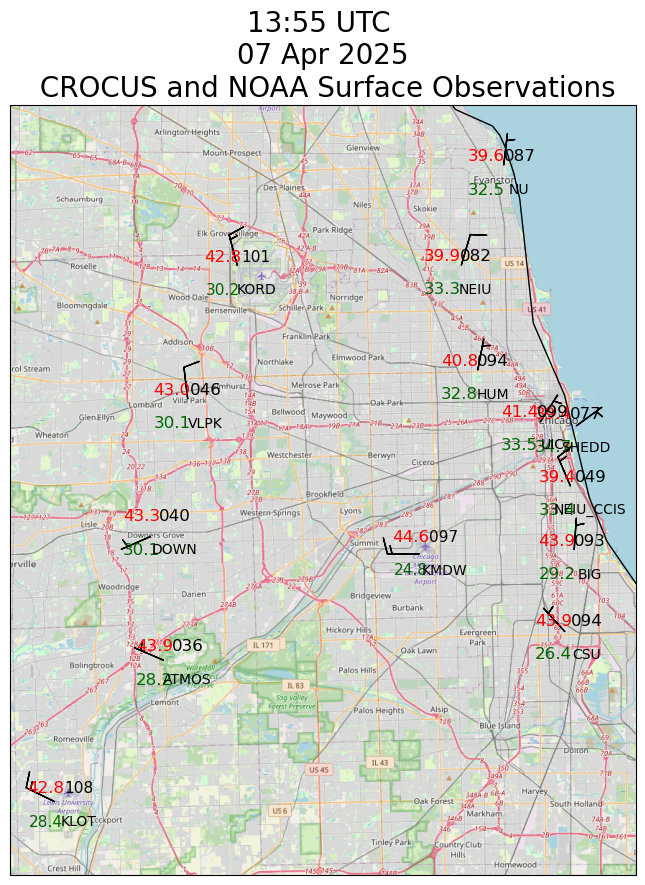 13:55 UTC
07 Apr 2025
CROCUS and NOAA Surface Observations
Airport
Arlington Heights
Glenview
34A
68 A-B
Mount Prospect
39.6 087
Evanston
Des Plaines
32.5 NU
Schaumburg
Niles
Skokie
Elk Grove Village
Park Ridge
42.8 101
39.9 082
Roselle
US 14
30.2 KORD
33.3 NEIU
Wood Dale
Norridge
Bloomingdale
Bensenville
Schiller Park
US 41
Addison
Franklin Park
Elmwood Park
40.8 094
Northlake
Carol Stream
43.0 046
Elmhurst
Melrose Park
32.8 HUM
Lombard
Villa Park
Bellwood
Maywood
41.4 099
077
Glen Ellyn
30.1 VLPK
Oak Park
Chicago
Wheaton
33.5 UIC
SHEDD
Westchester
Berwyn
Cicero
39.4 049
Brookfield
43.3 040
Western Springs
Lyons
NEIU_CCIS
Lisle
Downers Grove
44.6 097
43.9 093
30.1 DOWN
Summit
24.8 KMDW
29.2 BIG
Woodridge
Darien
Bridgeview
Burbank
43.9 094
Hickory Hills
Evergreen
Park
43.9 036
IL 171
Oak Lawn
Bolingbrook
Palos Hills
26.4 CSU
ATMOS
IL 83
Lemont
Palos Heights
Alsip
Blue Island
Romeoville
Dolton
US 45
IL 43
42.8 108
Lewis University
Airport
Oak Forest
Harvey
South Holland
US 6
Markham
28.4 KLOT
Lockport
Tinley Park
Country Club
Hills
Crest Hill
Homewood